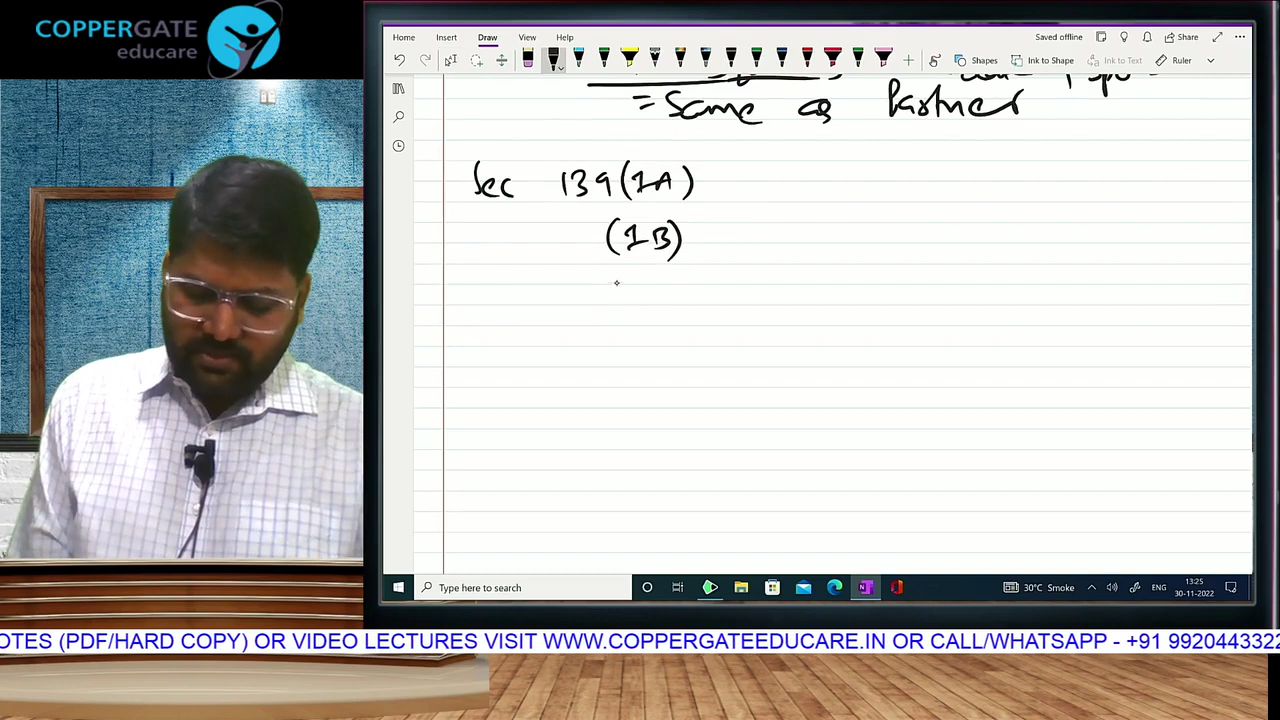 COPPERGATE
educare
Home Insert Draw View Help
Saved offline
Share
Shapes Ink to Shape Ink to Text Ruler
= Same as Partner
Sec 139(1A)
(1B)
Type here to search
30°C Smoke
ENG
13:25
30-11-2022
OTES (PDF/HARD COPY) OR VIDEO LECTURES VISIT WWW.COPPERGATEEDUCARE.IN OR CALL/WHATSAPP - +91 9920443322